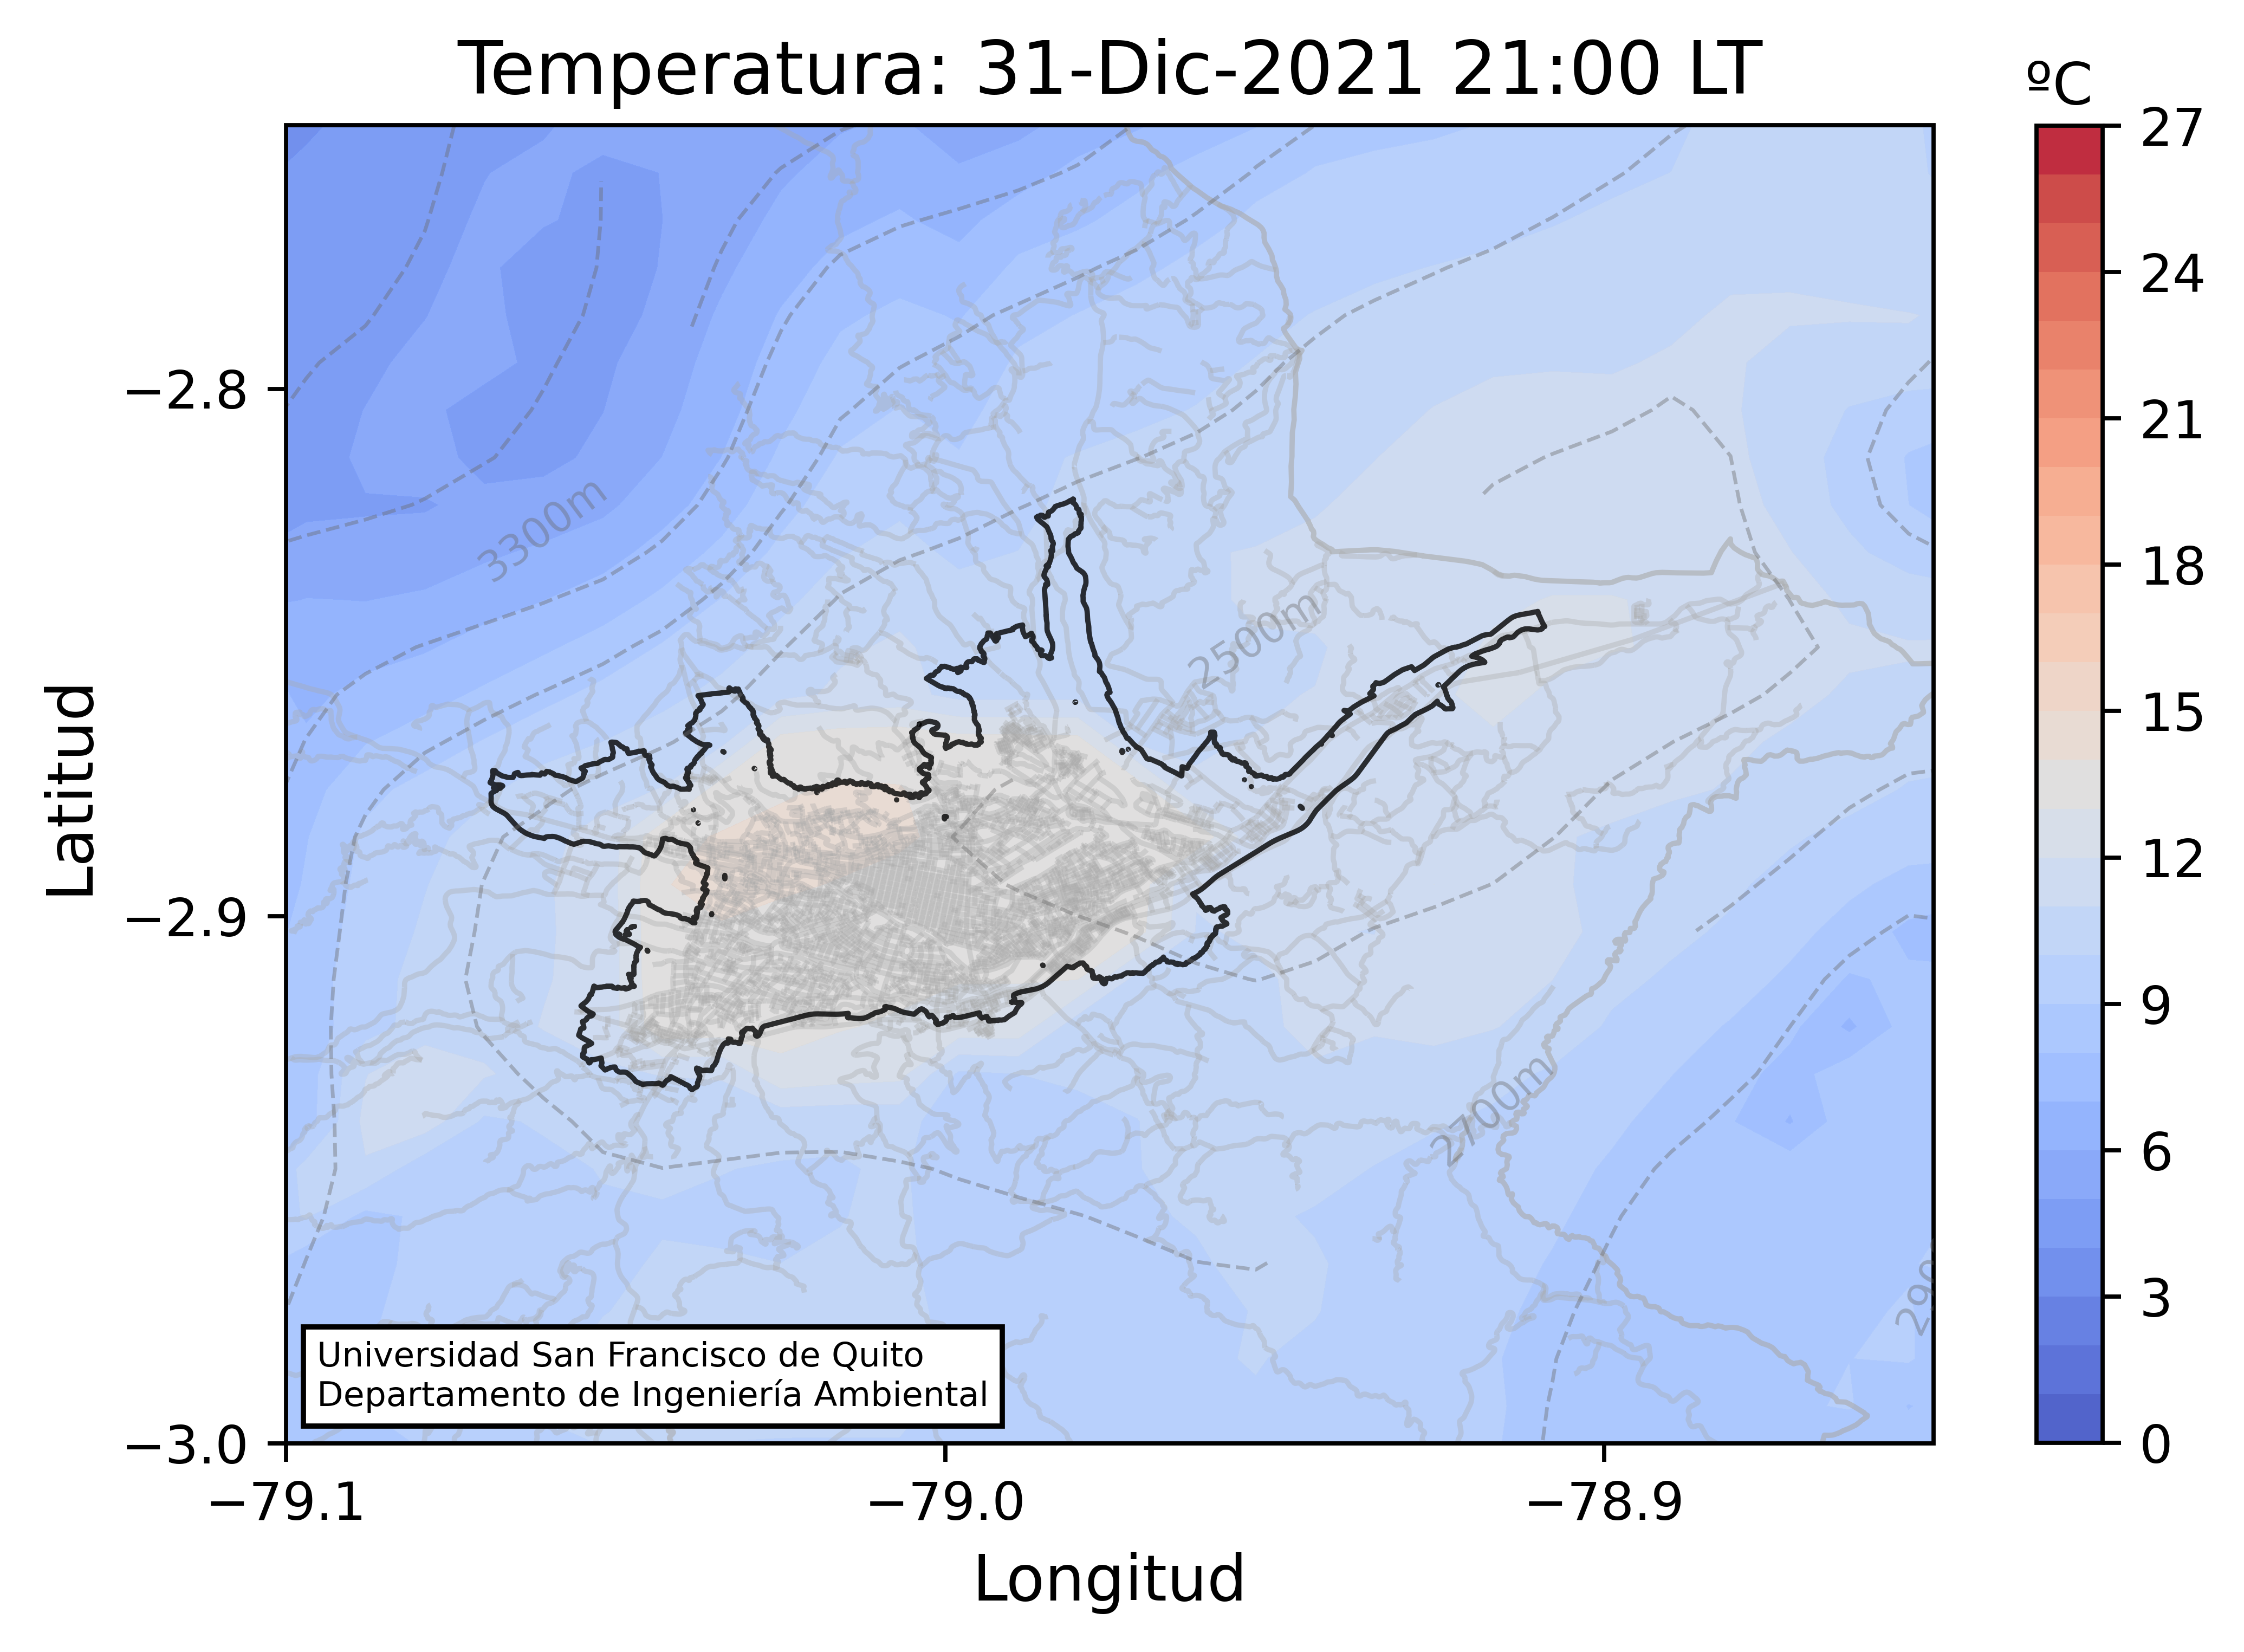 Temperatura: 31-Dic-2021 21:00 LT
ºC
27
24
21
18
15
12
9
6
3
0
Latitud
−2.8
−2.9
−3.0
3300m
2500m
2700m
290
Universidad San Francisco de Quito
Departamento de Ingeniería Ambiental
−79.1
−79.0
−78.9
Longitud